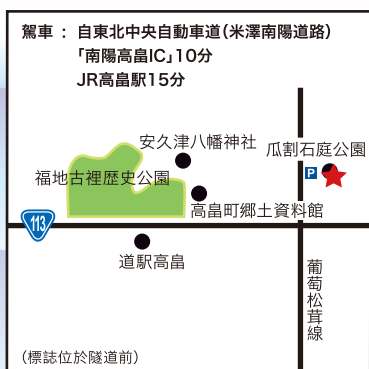 駕車：自東北中央自動車道（米澤南陽道路）
「南陽高畠IC」10分
JR高畠駅15分
安久津八幡神社
瓜割石庭公園
P
福地古裡歴史公園
高畠町郷土資料館
113
道駅高畠
葡萄松茸線
（標誌位於隧道前）